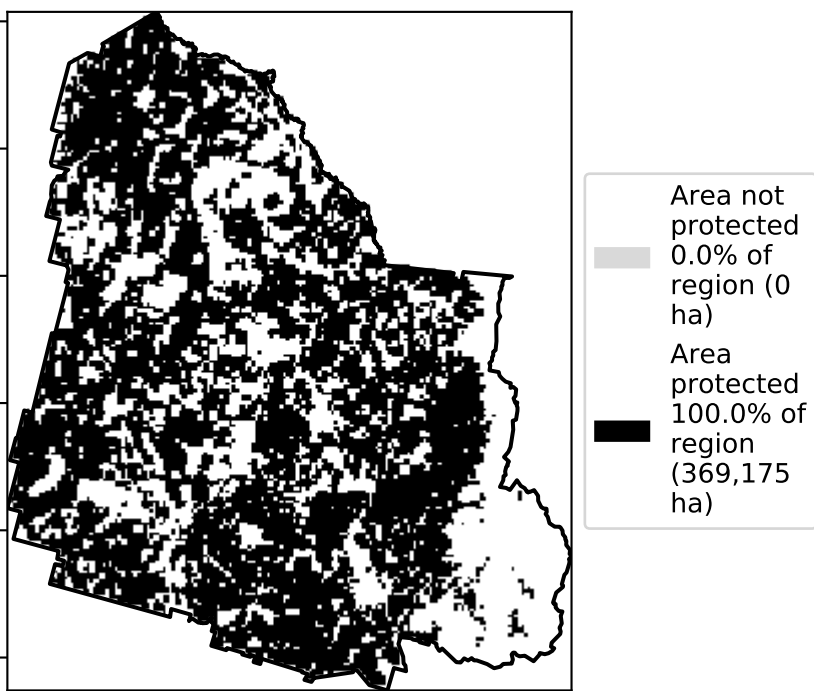 Area not
protected
0.0% of
region (0
ha)
Area
protected
100.0% of
region
(369,175
ha)